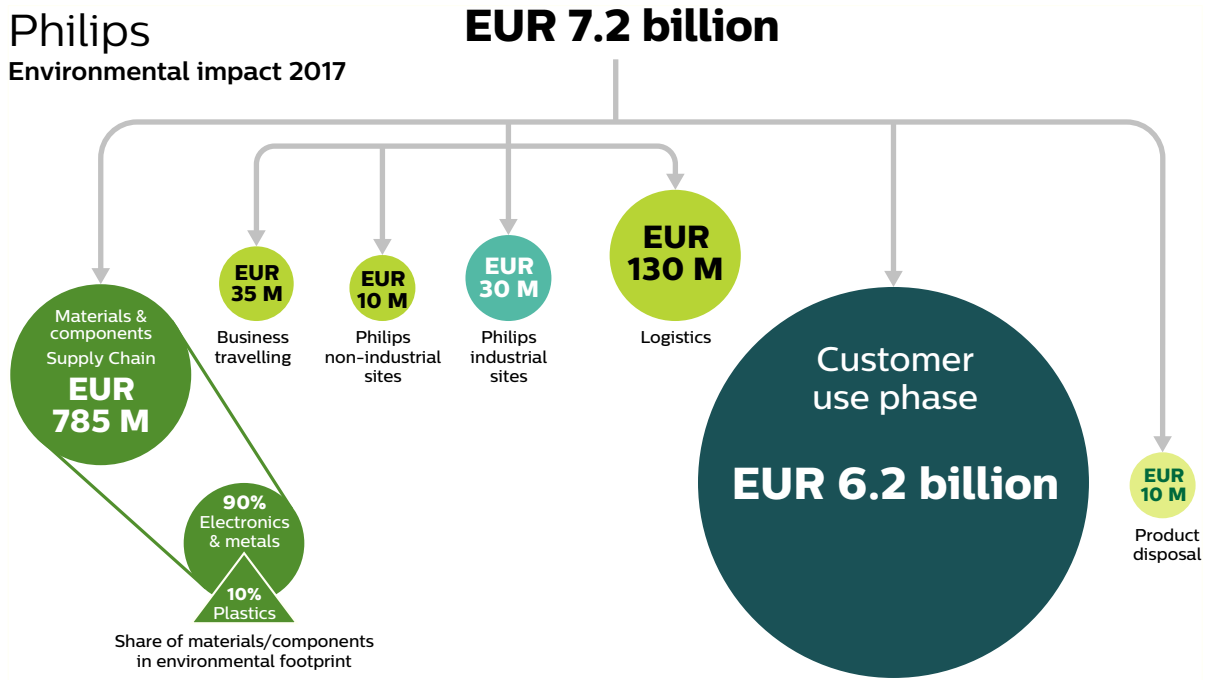 Philips
Environmental impact 2017
EUR 7.2 billion
Materials &
components
Supply Chain
EUR
785 M
90%
Electronics
& metals
10%
Plastics
Share of materials/components
in environmental footprint
EUR
35 M
Business
travelling
EUR
10 M
Philips
non-industrial
sites
EUR
30 M
Philips
industrial
sites
EUR
130 M
Logistics
Customer
use phase
EUR 6.2 billion
EUR
10 M
Product
disposal